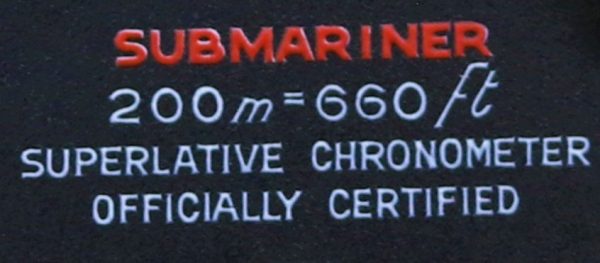 SUBMARINER
200m=660ft
SUPERLATIVE CHRONOMETER
OFFICIALLY CERTIFIED